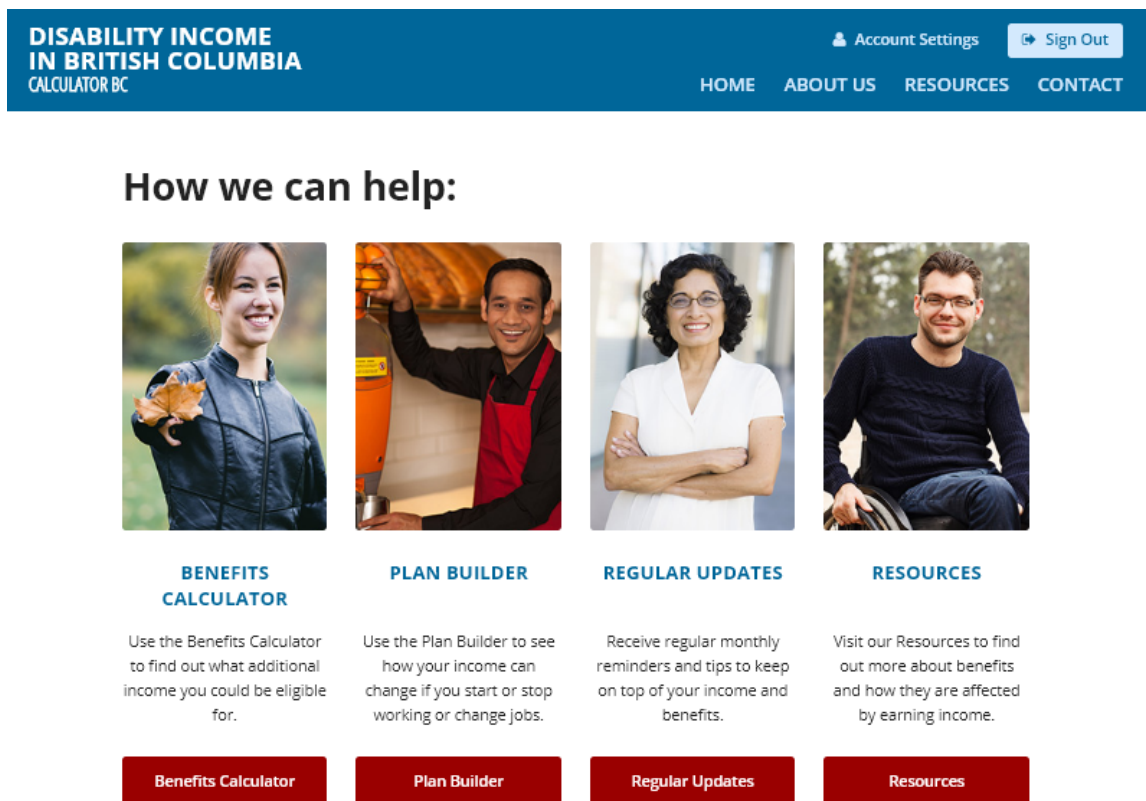 DISABILITY INCOME
IN BRITISH COLUMBIA
CALCULATOR BC
Account Settings
Sign Out
HOME ABOUT US RESOURCES CONTACT
How we can help:
BENEFITS
CALCULATOR
Use the Benefits Calculator
to find out what additional
income you could be eligible
for.
Benefits Calculator
PLAN BUILDER
Use the Plan Builder to see
how your income can
change if you start or stop
working or change jobs.
Plan Builder
REGULAR UPDATES
Receive regular monthly
reminders and tips to keep
on top of your income and
benefits.
Regular Updates
RESOURCES
Visit our Resources to find
out more about benefits
and how they are affected
by earning income.
Resources